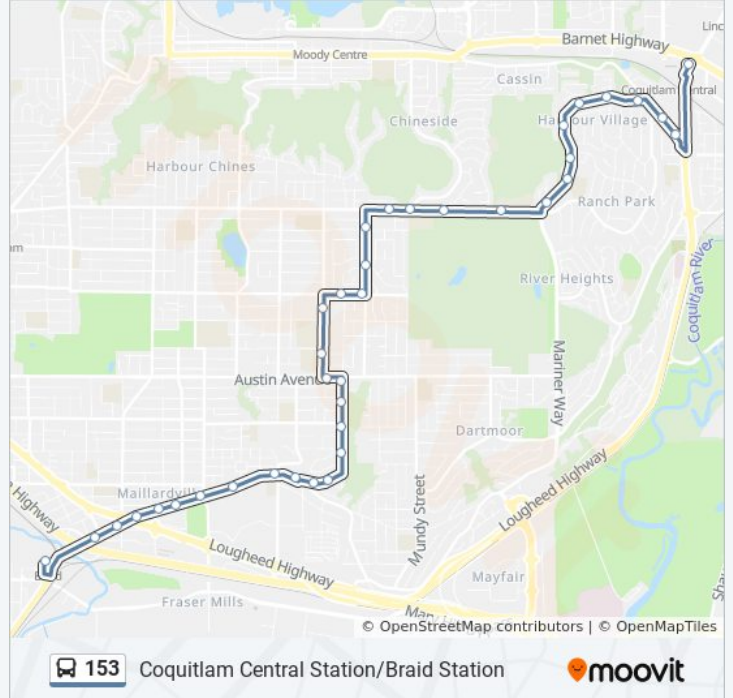 Linc
Barnet Highway
Moody Centre
Cassin
Coquitlam Central
Chineside
Harbour Village
Harbour Chines
Ranch Park
Coquitlam River
River Heights
Mariner Way
Austin Avenue
Dartmoor
Maillardville
Mundy Street
Lougheed Highway
Highway
Lougheed Highway
Mayfair
Fraser Mills
© OpenStreetMap contributors | © OpenMapTiles
153 Coquitlam Central Station/Braid Station
moovit